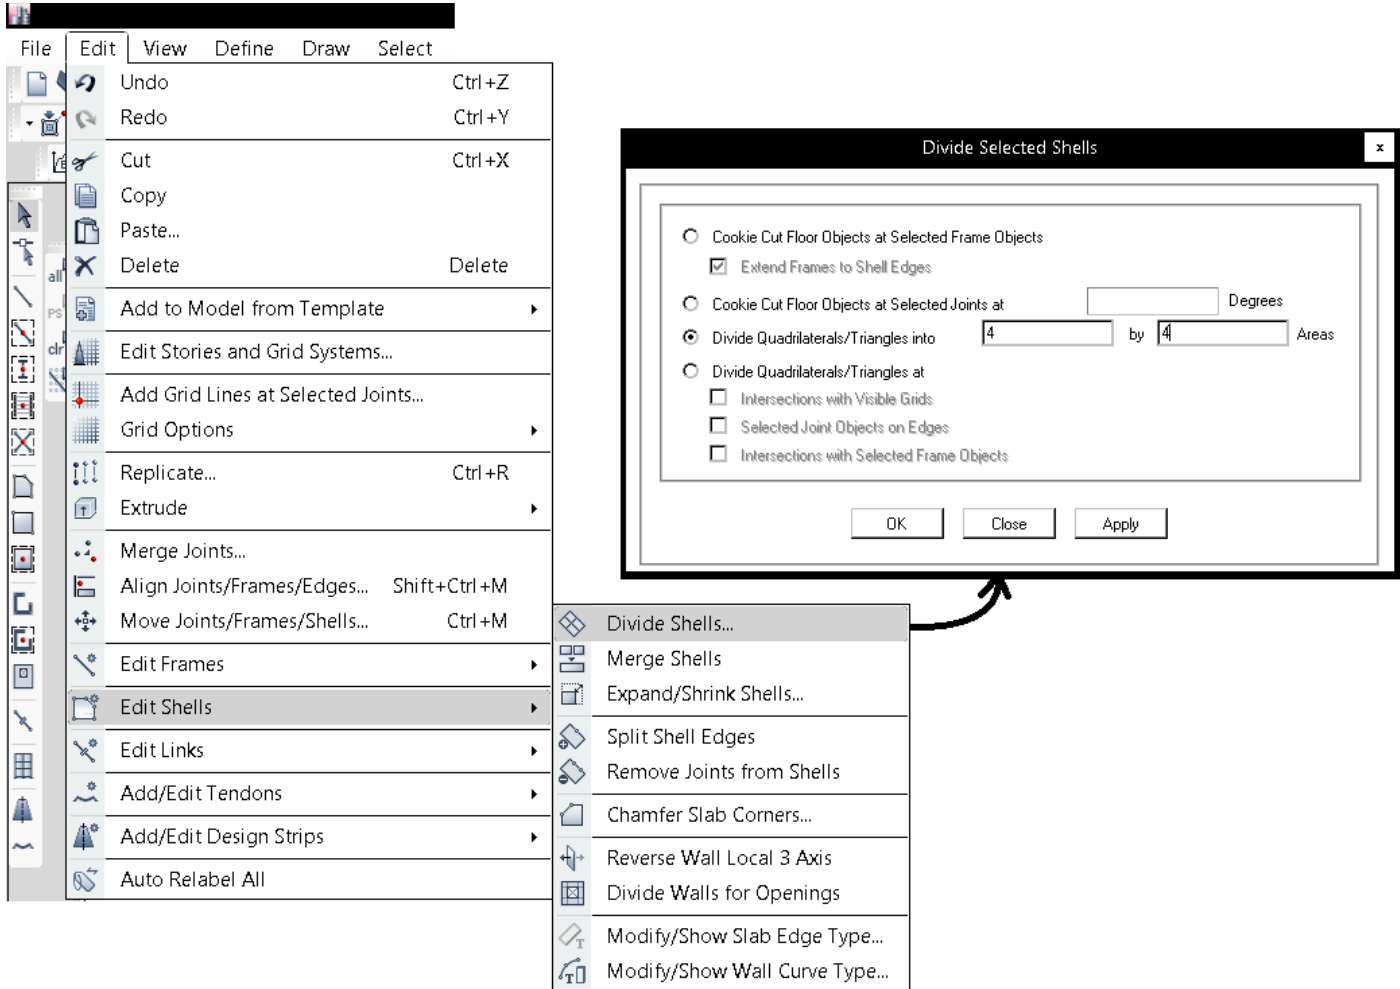 File Edit View Define Draw Select
Undo Ctrl+Z
Redo Ctrl+Y
Cut Ctrl+X
Copy
Paste...
Delete Delete
Add to Model from Template
Edit Stories and Grid Systems...
Add Grid Lines at Selected Joints...
Grid Options
Replicate... Ctrl+R
Extrude
Merge Joints...
Align Joints/Frames/Edges... Shift+Ctrl+M
Move Joints/Frames/Shells... Ctrl+M
Edit Frames
Edit Shells
Edit Links
Add/Edit Tendons
Add/Edit Design Strips
Auto Relabel All
all
PS
clr
Divide Shells...
Merge Shells
Expand/Shrink Shells...
Split Shell Edges
Remove Joints from Shells
Chamfer Slab Corners...
Reverse Wall Local 3 Axis
Divide Walls for Openings
Modify/Show Slab Edge Type...
Modify/Show Wall Curve Type...
Divide Selected Shells
x
Cookie Cut Floor Objects at Selected Frame Objects
Extend Frames to Shell Edges
Cookie Cut Floor Objects at Selected Joints at Degrees
Divide Quadrilaterals/Triangles into 4 by 4 Areas
Divide Quadrilaterals/Triangles at
Intersections with Visible Grids
Selected Joint Objects on Edges
Intersections with Selected Frame Objects
OK Close Apply